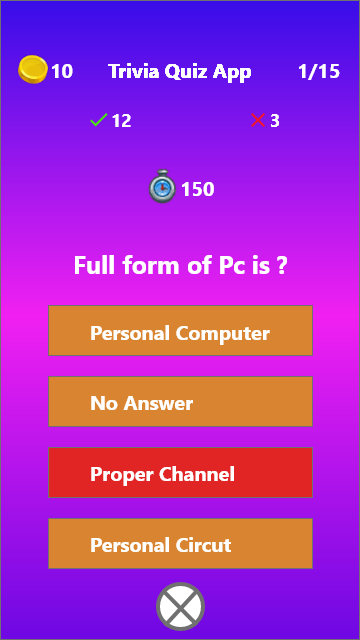 10 Trivia Quiz App 1/15
12 3
150
Full form of Pc is ?
Personal Computer
No Answer
Proper Channel
Personal Circut